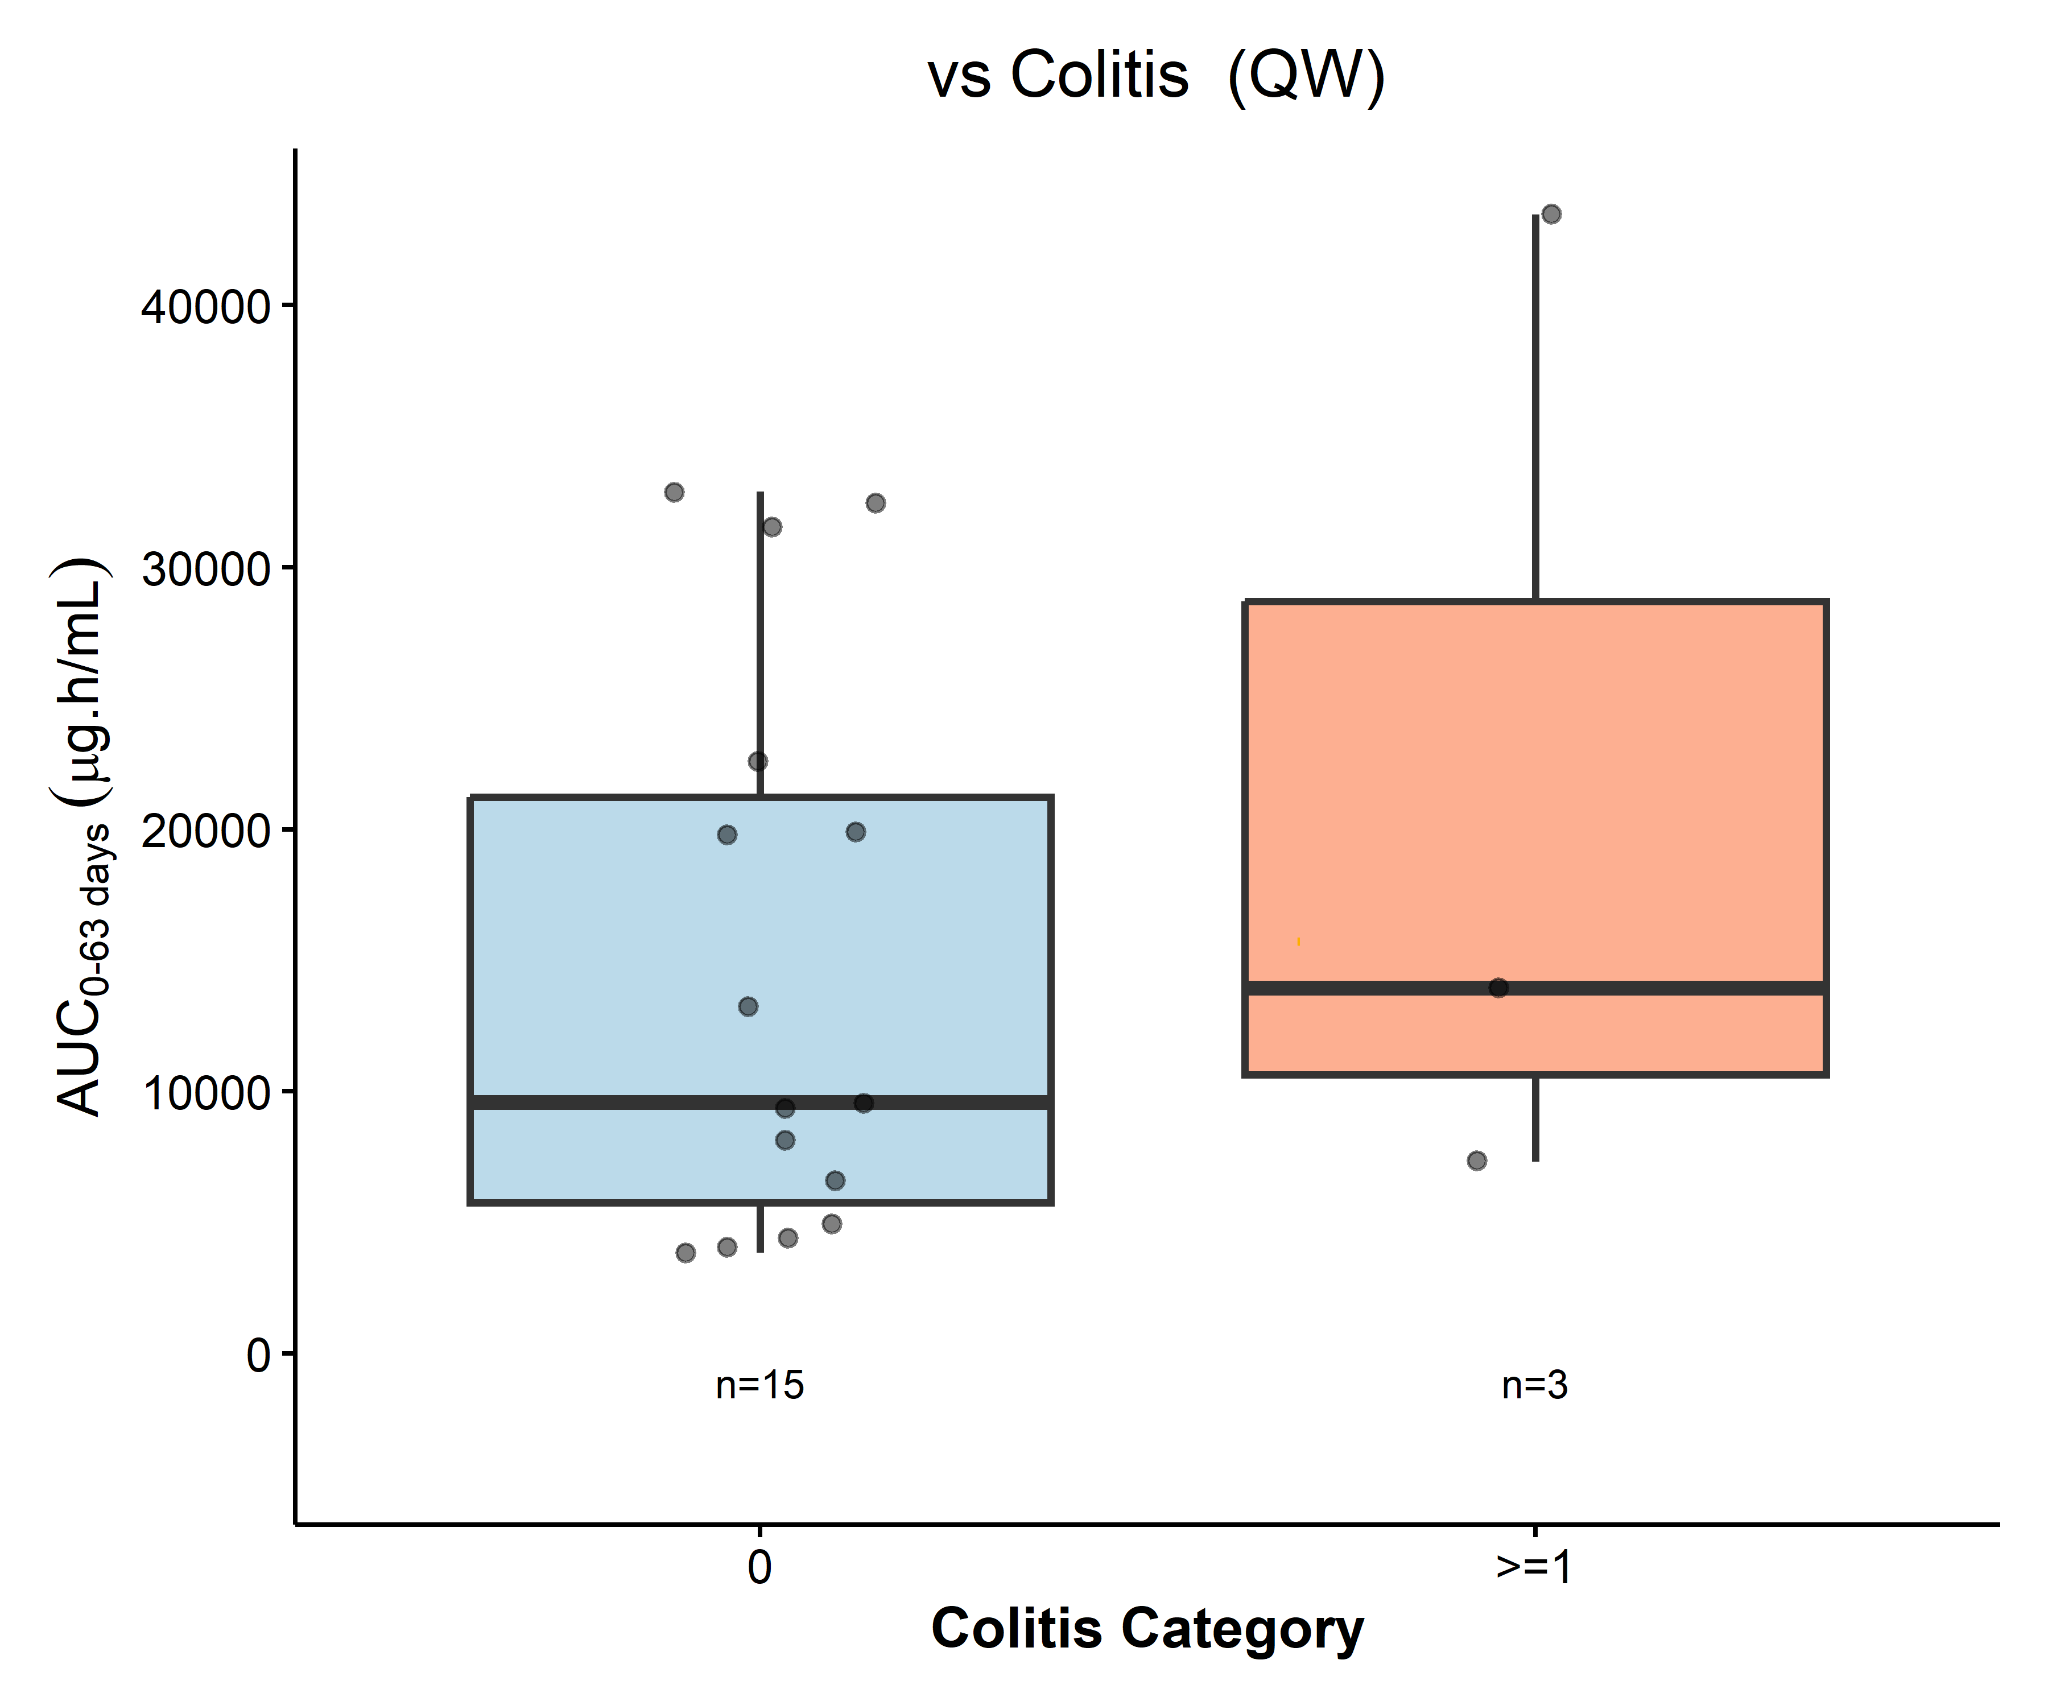 vs Colitis  (QW)
AUC0-63 days (μg.h/mL)
40000
30000
20000
10000
0
n=15
n=3
0
>=1
Colitis Category